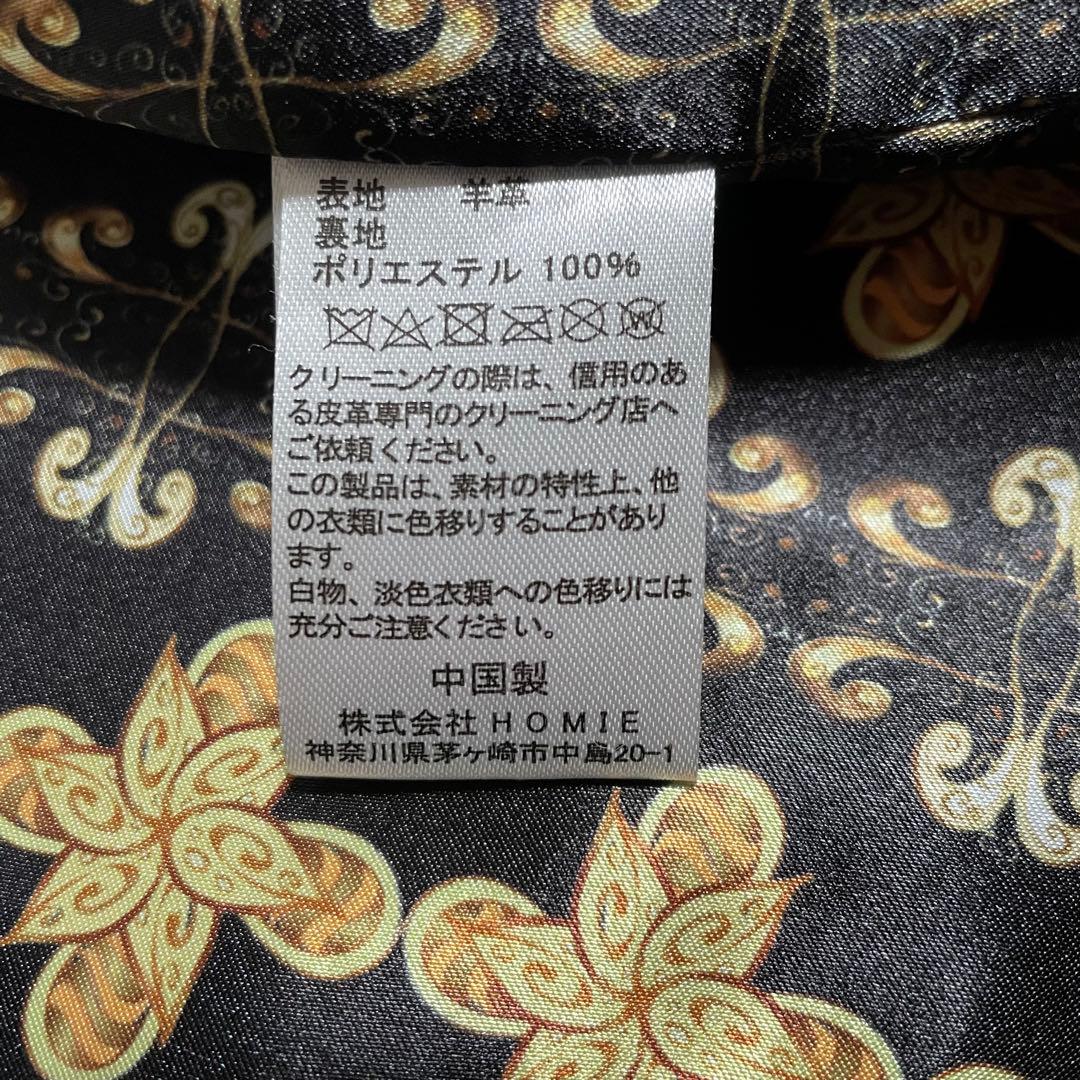 表地 羊革
裏地
ポリエステル 100%
クリーニングの際は、信用のあ
る皮革専門のクリーニング店へ
ご依頼ください。
この製品は、素材の特性上、他
の衣類に色移りすることがあり
ます。
白物、淡色衣類への色移りには
充分ご注意ください。
中国製
株式会社HOMIE
神奈川県茅ヶ崎市中島20-1